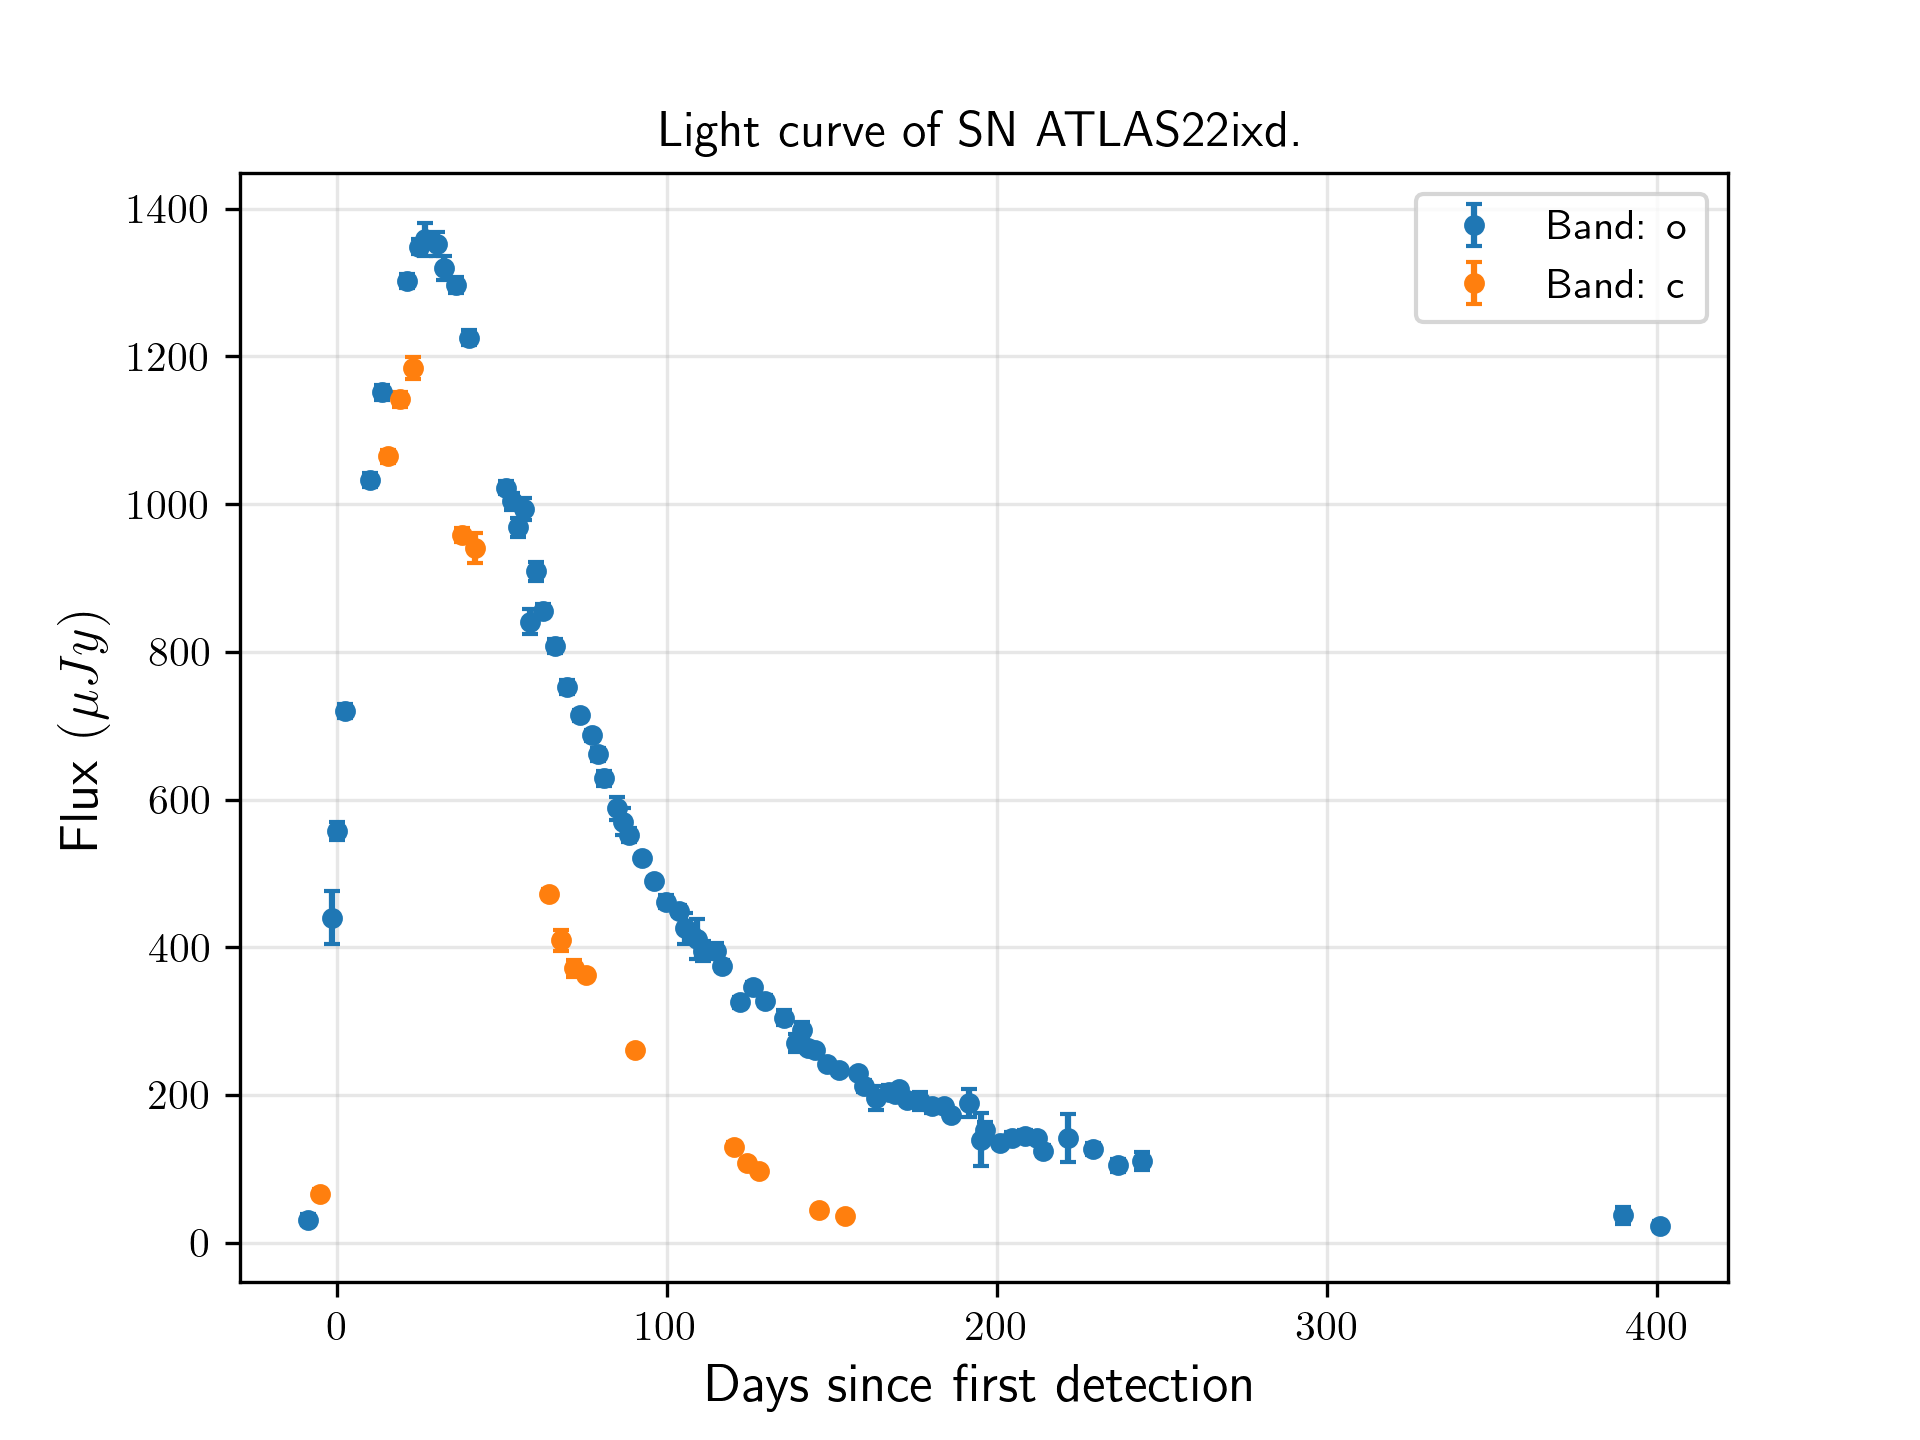 Light curve of SN ATLAS22ixd.
1400
1200
1000
800
600
400
200
0
Flux (μJy)
Band: o
Band: c
0 100 200 300 400
Days since first detection